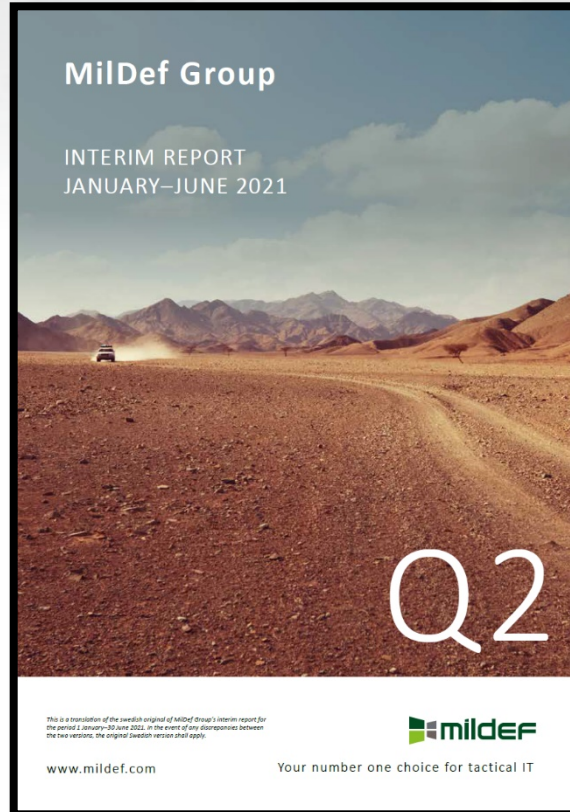 MilDef Group
INTERIM REPORT
JANUARY–JUNE 2021
Q2
This is a translation of the swedish original of MilDef Group's interim report for
the period 1 January–30 June 2021. In the event of any discrepancies between
the two versions, the original Swedish version shall apply.
mildef
www.mildef.com
Your number one choice for tactical IT